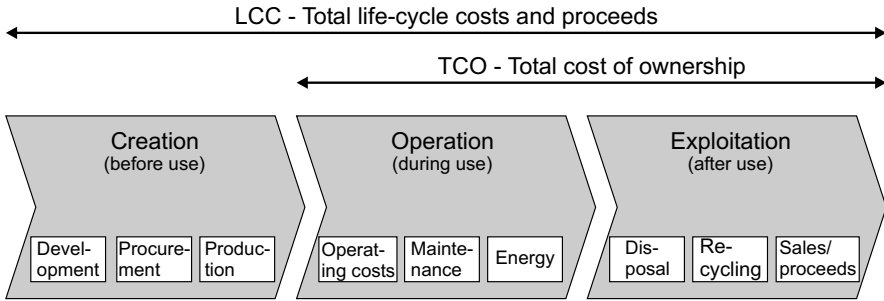 LCC - Total life-cycle costs and proceeds
TCO - Total cost of ownership
Creation
(before use)
Operation
(during use)
Exploitation
(after use)
Devel-
opment
Procure-
ment
Produc-
tion
Operat-
ing costs
Mainte-
nance
Energy
Dis-
posal
Re-
cycling
Sales/
proceeds